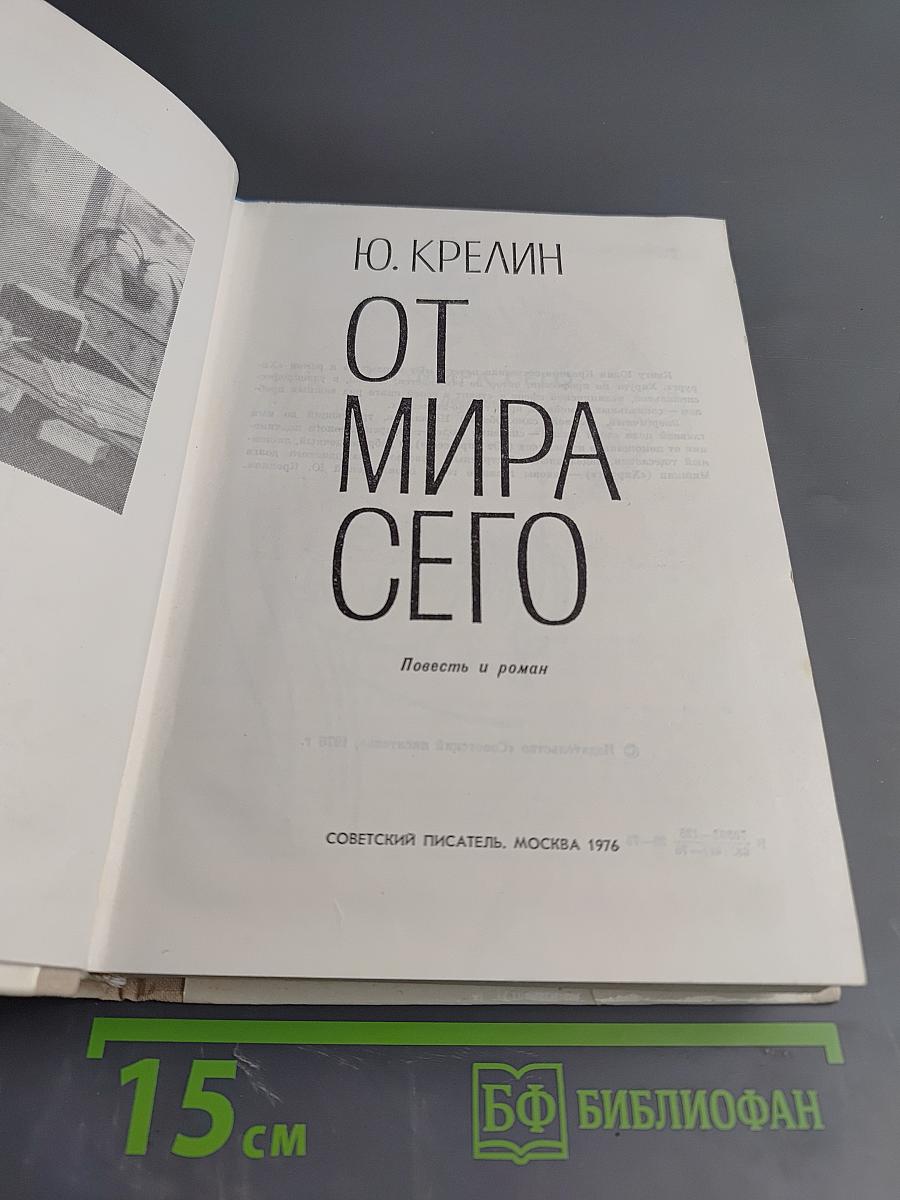 Ю. КРЕЛИН
ОТ
МИРА
СЕГО
Повесть и роман
СОВЕТСКИЙ ПИСАТЕЛЬ. МОСКВА 1976
15 см
БФ БИБЛИОФАН